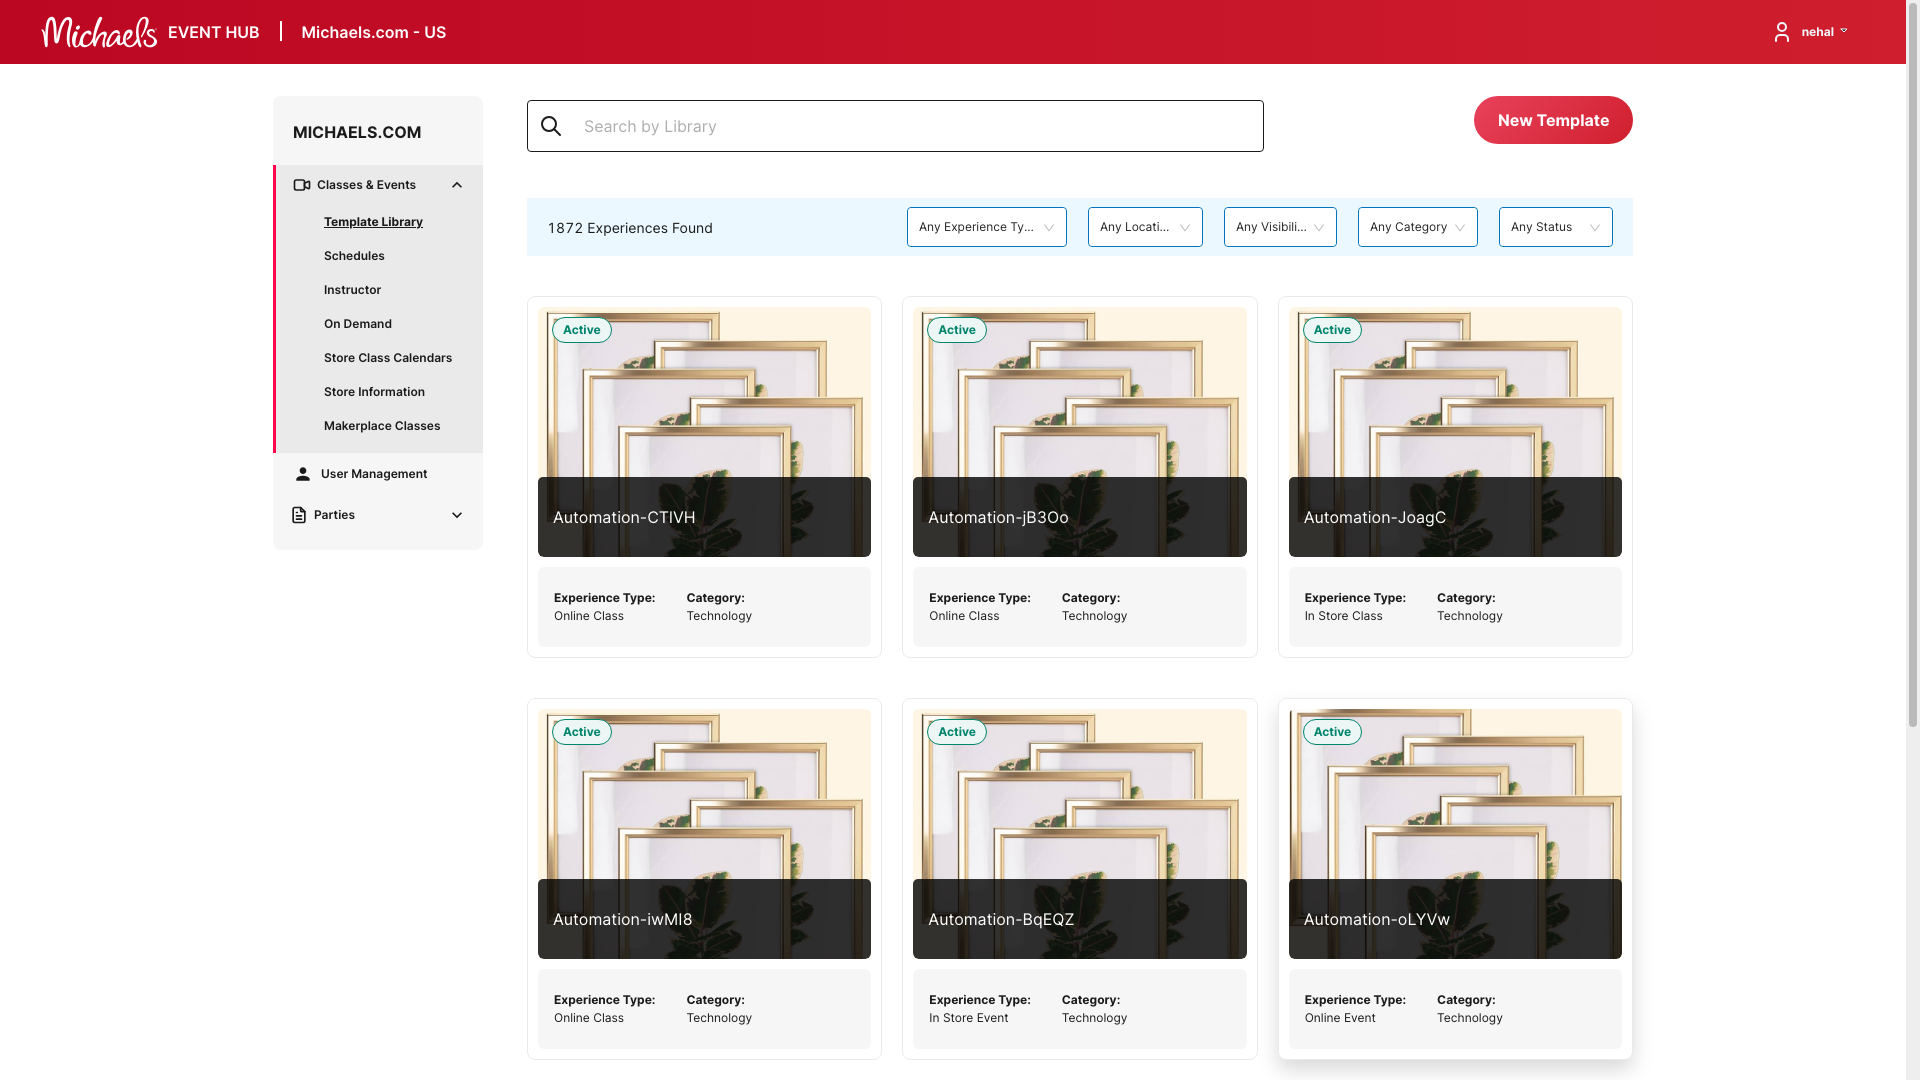 Michaels EVENT HUB | Michaels.com - US
nehal
MICHAELS.COM
Classes & Events
Template Library
Schedules
Instructor
On Demand
Store Class Calendars
Store Information
Makerplace Classes
User Management
Parties
Search by Library
New Template
1872 Experiences Found
Any Experience Ty...
Any Locati...
Any Visibili...
Any Category
Any Status
Active
Automation-CTIVH
Experience Type: Category:
Online Class Technology
Active
Automation-jB3Oo
Experience Type: Category:
Online Class Technology
Active
Automation-JoagC
Experience Type: Category:
In Store Class Technology
Active
Automation-iwMI8
Experience Type: Category:
Online Class Technology
Active
Automation-BqEQZ
Experience Type: Category:
In Store Event Technology
Active
Automation-oLYVw
Experience Type: Category:
Online Event Technology